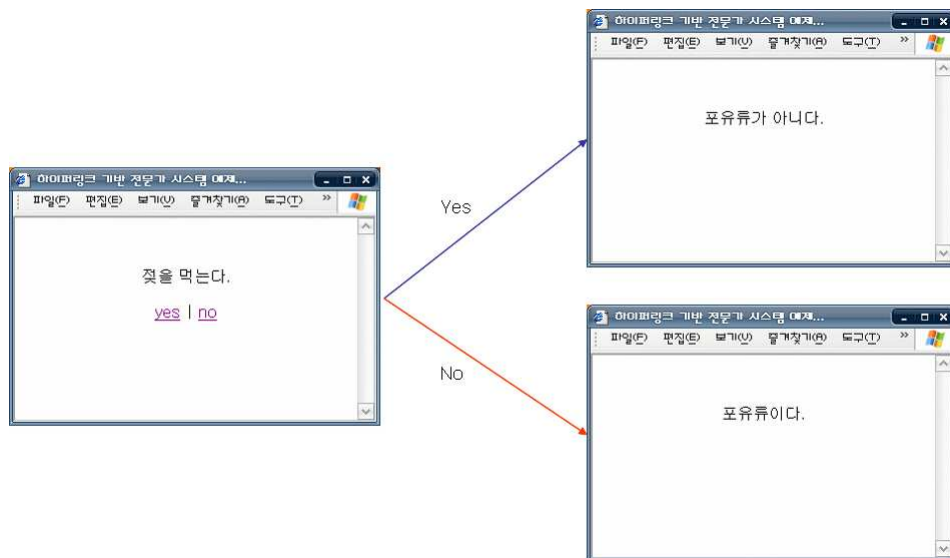 하이퍼링크 기반 전문가 시스템 예제...
파일(F) 편집(E) 보기(V) 즐겨찾기(A) 도구(T) »
젖을 먹는다.
yes | no
Yes
No
하이퍼링크 기반 전문가 시스템 예제...
파일(F) 편집(E) 보기(V) 즐겨찾기(A) 도구(T) »
포유류가 아니다.
하이퍼링크 기반 전문가 시스템 예제...
파일(F) 편집(E) 보기(V) 즐겨찾기(A) 도구(T) »
포유류이다.